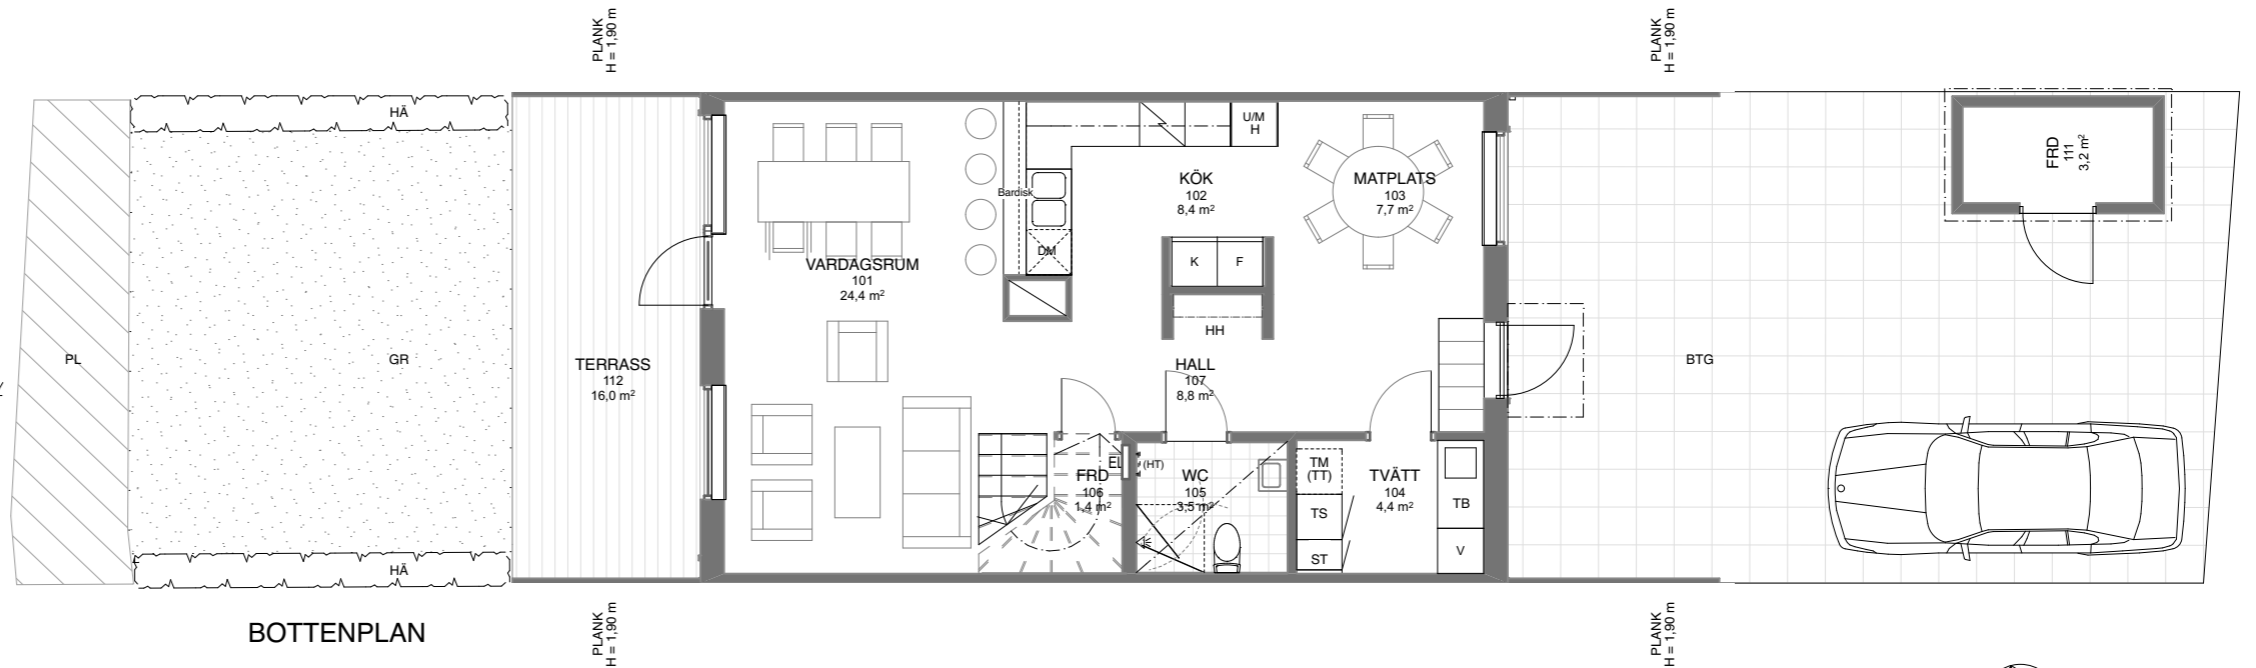 PLANK
H = 1,90 m
PLANK
H = 1,90 m
HÄ
PL
GR
HÄ
TERRASS
112
16,0 m²
VARDAGSRUM
101
24,4 m²
Bardisk
DM
U/M
H
KÖK
102
8,4 m²
MATPLATS
103
7,7 m²
K
F
HH
HALL
107
8,8 m²
FRD
106
1,4 m²
EL
(HT)
WC
105
3,5 m²
TM
(TT)
TS
ST
TVÄTT
104
4,4 m²
TB
V
BTG
FRD
111
3,2 m²
BOTTENPLAN
PLANK
H = 1,90 m
PLANK
H = 1,90 m